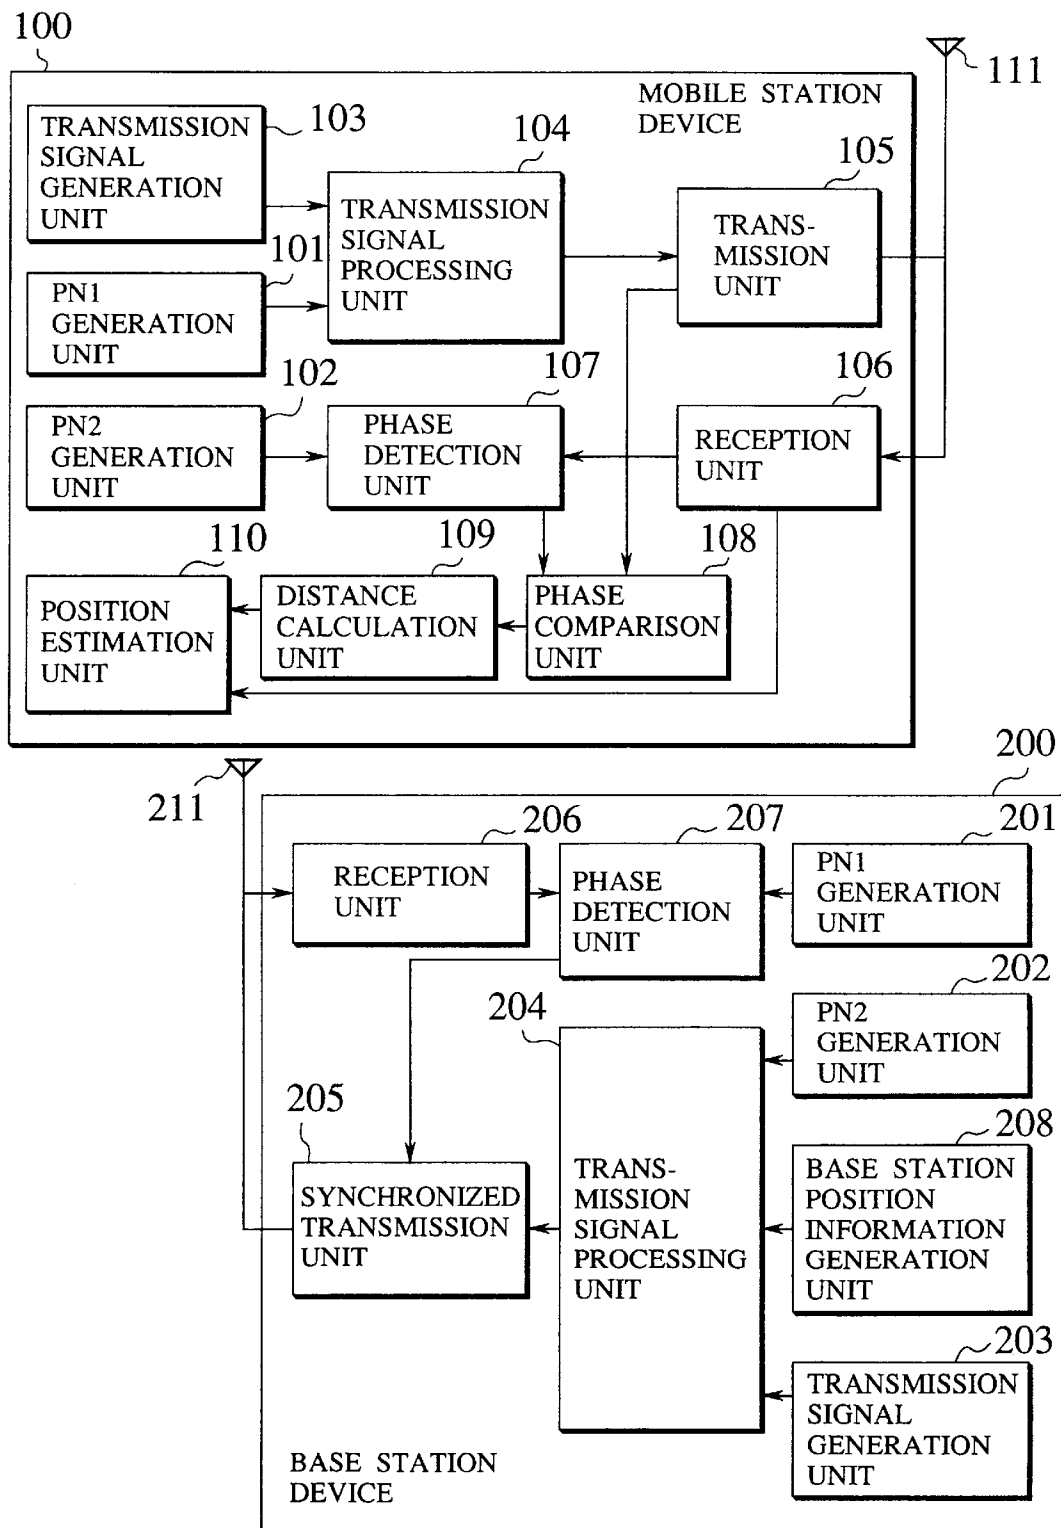 100
111
MOBILE STATION
DEVICE
TRANSMISSION
SIGNAL
GENERATION
UNIT
103
104
TRANSMISSION
SIGNAL
PROCESSING
UNIT
105
TRANS-
MISSION
UNIT
101
PN1
GENERATION
UNIT
102
PN2
GENERATION
UNIT
107
PHASE
DETECTION
UNIT
106
RECEPTION
UNIT
110
POSITION
ESTIMATION
UNIT
109
DISTANCE
CALCULATION
UNIT
108
PHASE
COMPARISON
UNIT
211
200
206
RECEPTION
UNIT
207
PHASE
DETECTION
UNIT
201
PN1
GENERATION
UNIT
202
PN2
GENERATION
UNIT
204
TRANS-
MISSION
SIGNAL
PROCESSING
UNIT
205
SYNCHRONIZED
TRANSMISSION
UNIT
208
BASE STATION
POSITION
INFORMATION
GENERATION
UNIT
203
TRANSMISSION
SIGNAL
GENERATION
UNIT
BASE STATION
DEVICE